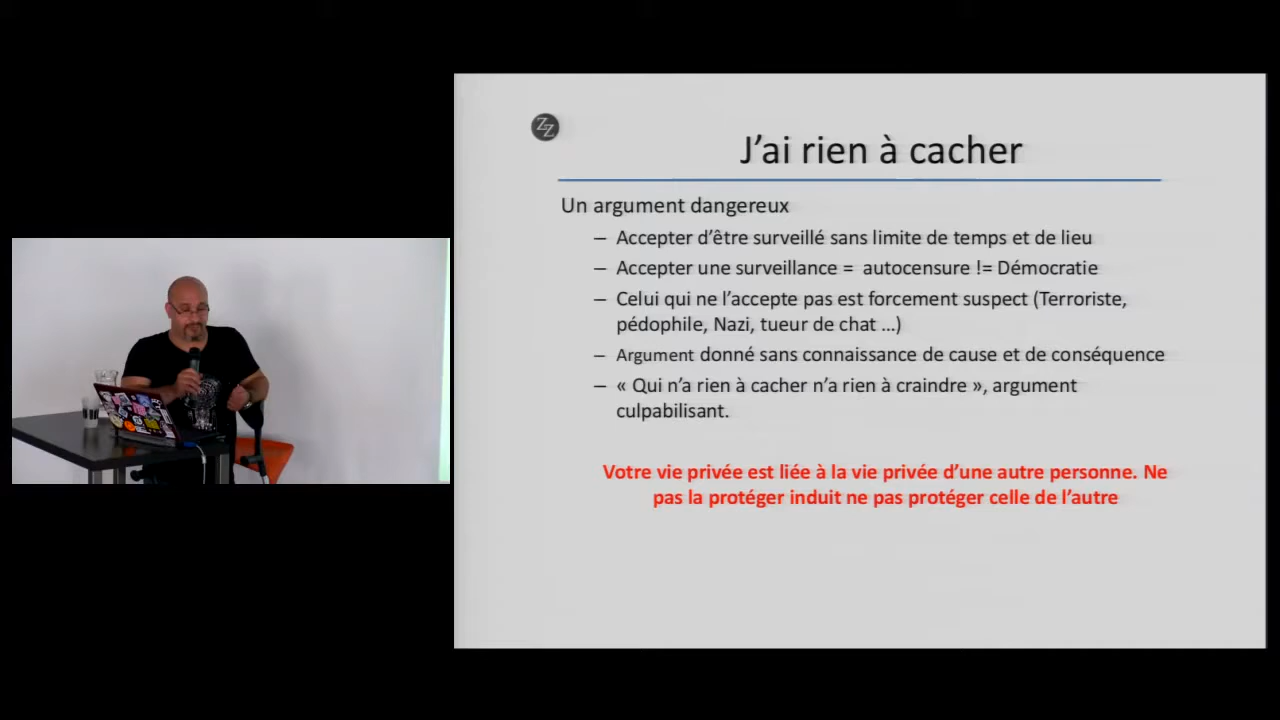 ZZ
J’ai rien à cacher
Un argument dangereux
– Accepter d’être surveillé sans limite de temps et de lieu
– Accepter une surveillance = autocensure != Démocratie
– Celui qui ne l’accepte pas est forcement suspect (Terroriste,
pédophile, Nazi, tueur de chat …)
– Argument donné sans connaissance de cause et de conséquence
– « Qui n’a rien à cacher n’a rien à craindre », argument
culpabilisant.
Votre vie privée est liée à la vie privée d’une autre personne. Ne
pas la protéger induit ne pas protéger celle de l’autre